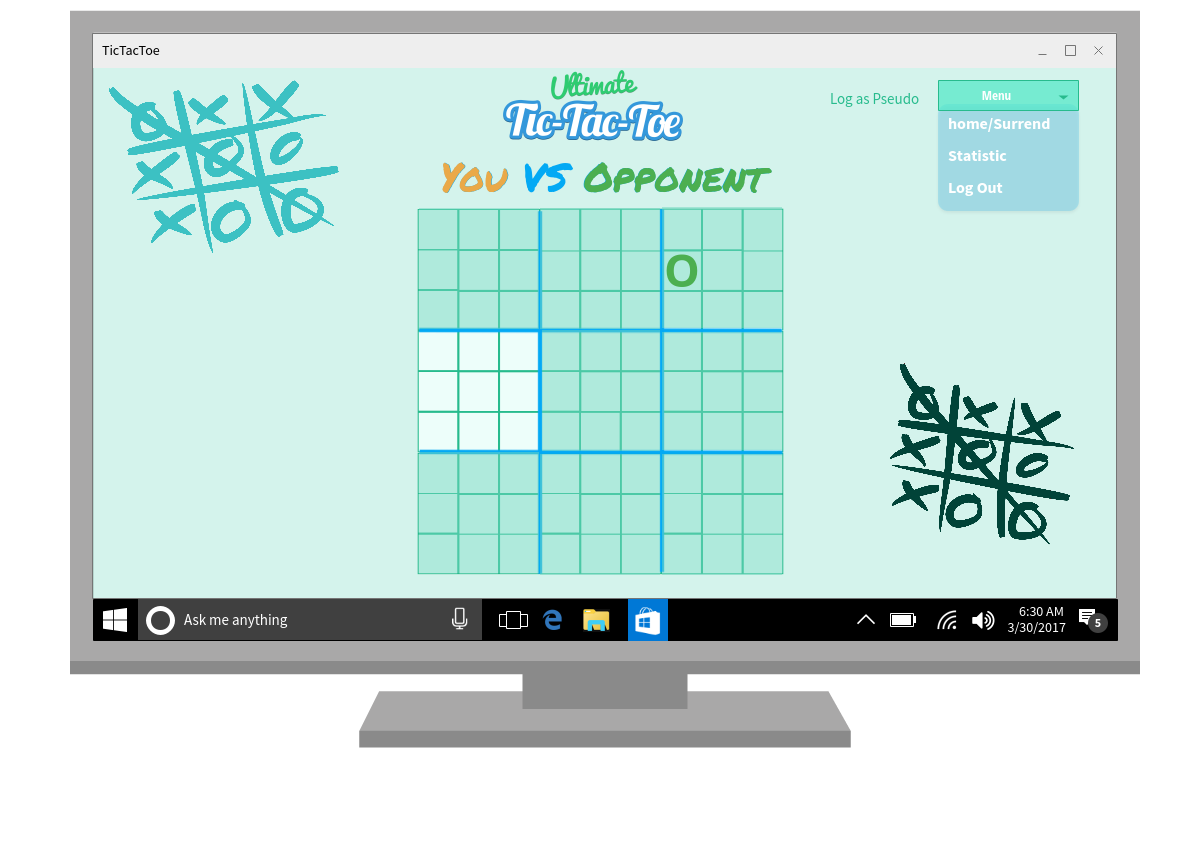 TicTacToe
Ultimate
Tic-Tac-Toe
Log as Pseudo
Menu
home/Surrend
Statistic
Log Out
You VS Opponent
O
Ask me anything
6:30 AM
3/30/2017
5